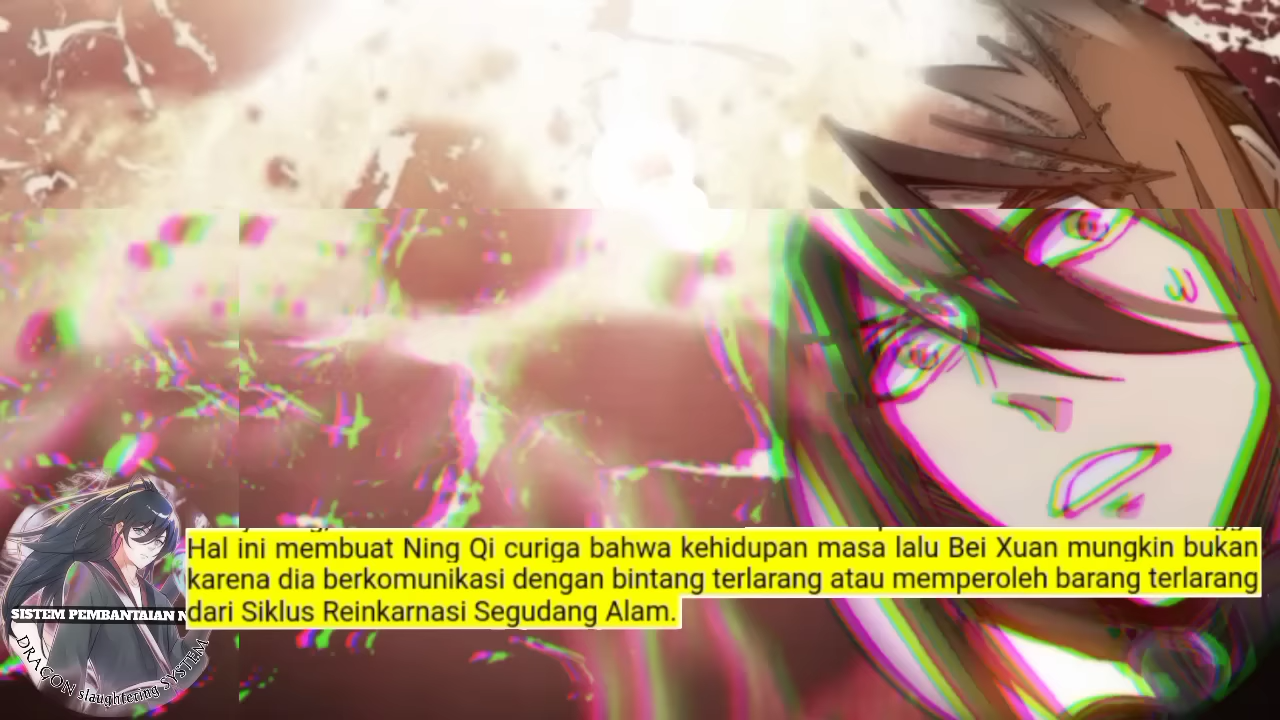 Hal ini membuat Ning Qi curiga bahwa kehidupan masa lalu Bei Xuan mungkin bukan
karena dia berkomunikasi dengan bintang terlarang atau memperoleh barang terlarang
dari Siklus Reinkarnasi Segudang Alam.
SISTEM PEMBANTAIAN N
DRAGON slaughtering SYSTEM